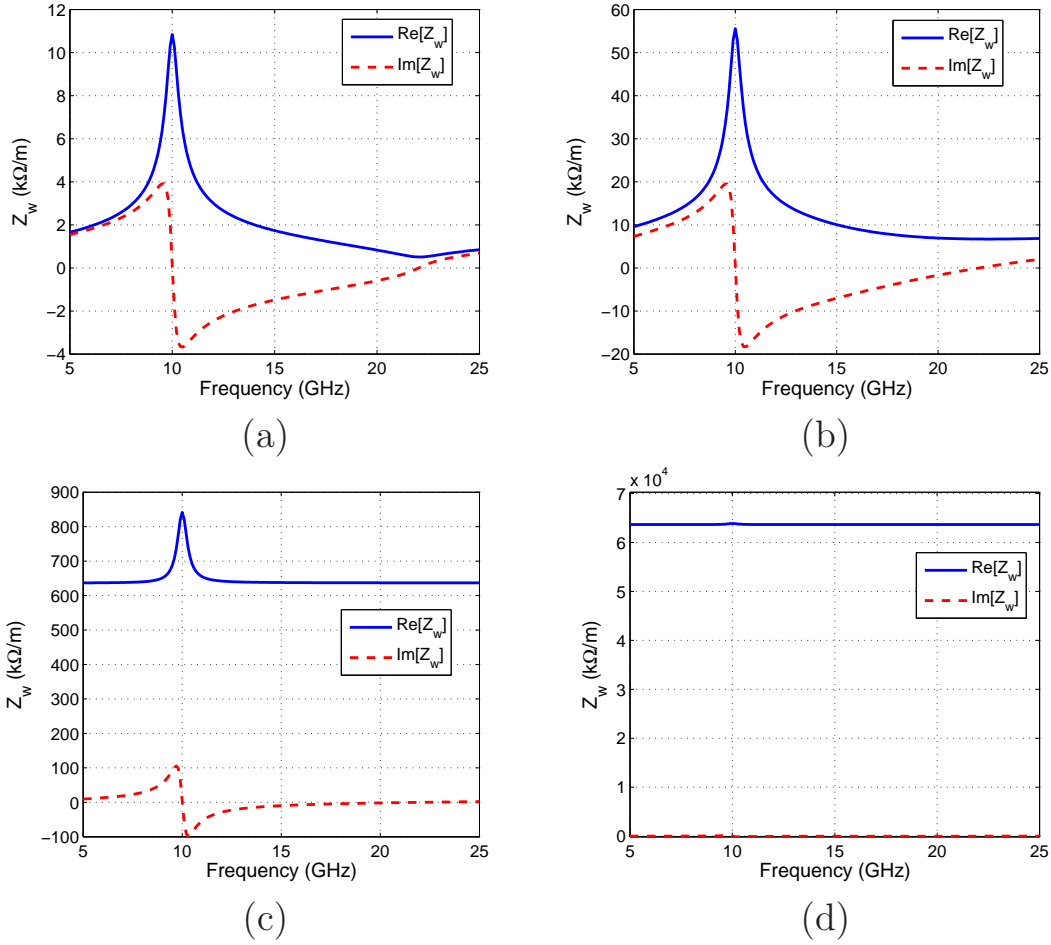 12
10
8
6
4
2
0
−2
−4
5
10
15
20
25
Z_w (kΩ/m)
Frequency (GHz)
Re[Z_w]
Im[Z_w]
(a)
60
50
40
30
20
10
0
−10
−20
5
10
15
20
25
Z_w (kΩ/m)
Frequency (GHz)
Re[Z_w]
Im[Z_w]
(b)
900
800
700
600
500
400
300
200
100
0
−100
5
10
15
20
25
Z_w (kΩ/m)
Frequency (GHz)
Re[Z_w]
Im[Z_w]
(c)
x 10^4
7
6
5
4
3
2
1
0
5
10
15
20
25
Z_w (kΩ/m)
Frequency (GHz)
Re[Z_w]
Im[Z_w]
(d)